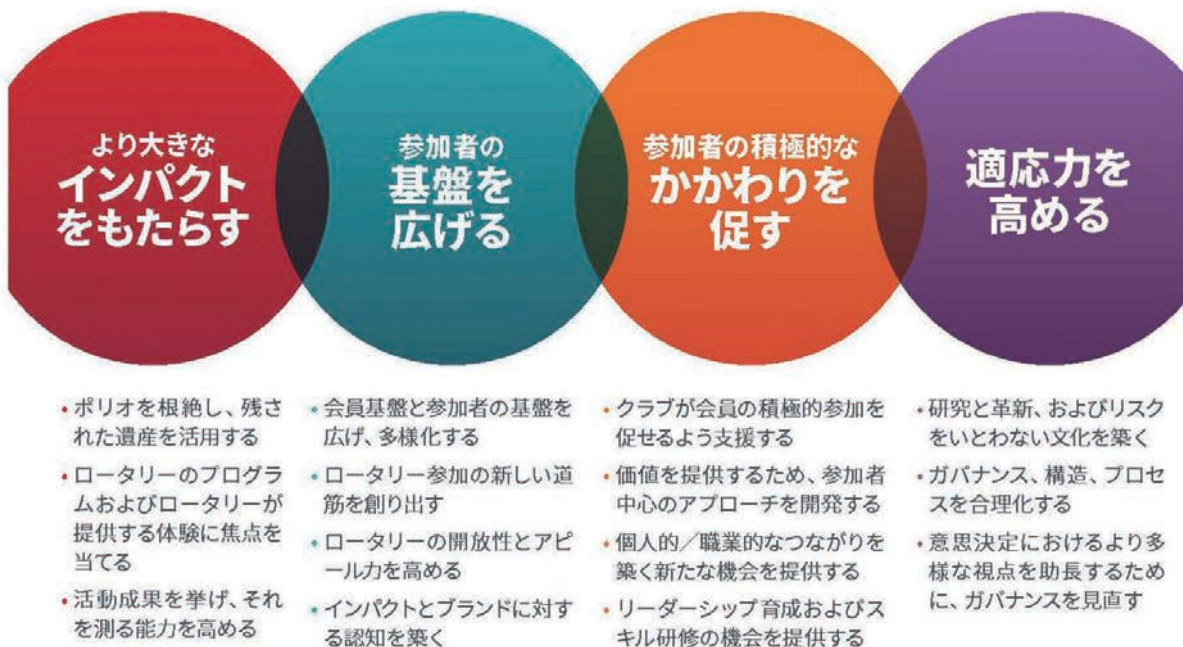 より大きな
インパクト
をもたらす
参加者の
基盤を
広げる
参加者の積極的な
かかわりを
促す
適応力を
高める
・ポリオを根絶し、残さ
れた遺産を活用する
・ロータリーのプログラ
ムおよびロータリーが
提供する体験に焦点を
当てる
・活動成果を挙げ、それ
を測る能力を高める
・会員基盤と参加者の基盤を
広げ、多様化する
・ロータリー参加の新しい道
筋を創り出す
・ロータリーの開放性とアピ
ール力を高める
・インパクトとブランドに対す
る認知を築く
・クラブが会員の積極的参加を
促せるよう支援する
・価値を提供するため、参加者
中心のアプローチを開発する
・個人的/職業的なつながりを
築く新たな機会を提供する
・リーダーシップ育成およびス
キル研修の機会を提供する
・研究と革新、およびリスク
をいとわない文化を築く
・ガバナンス、構造、プロセ
スを合理化する
・意思決定におけるより多
様な視点を助長するため
に、ガバナンスを見直す